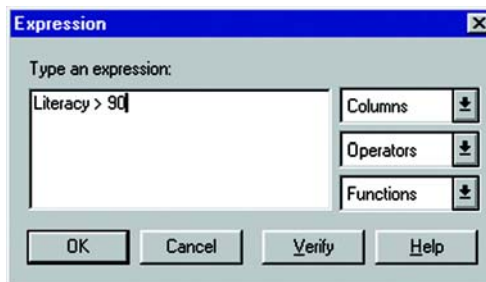 Expression
Type an expression:
Literacy > 90
Columns
Operators
Functions
OK Cancel Verify Help